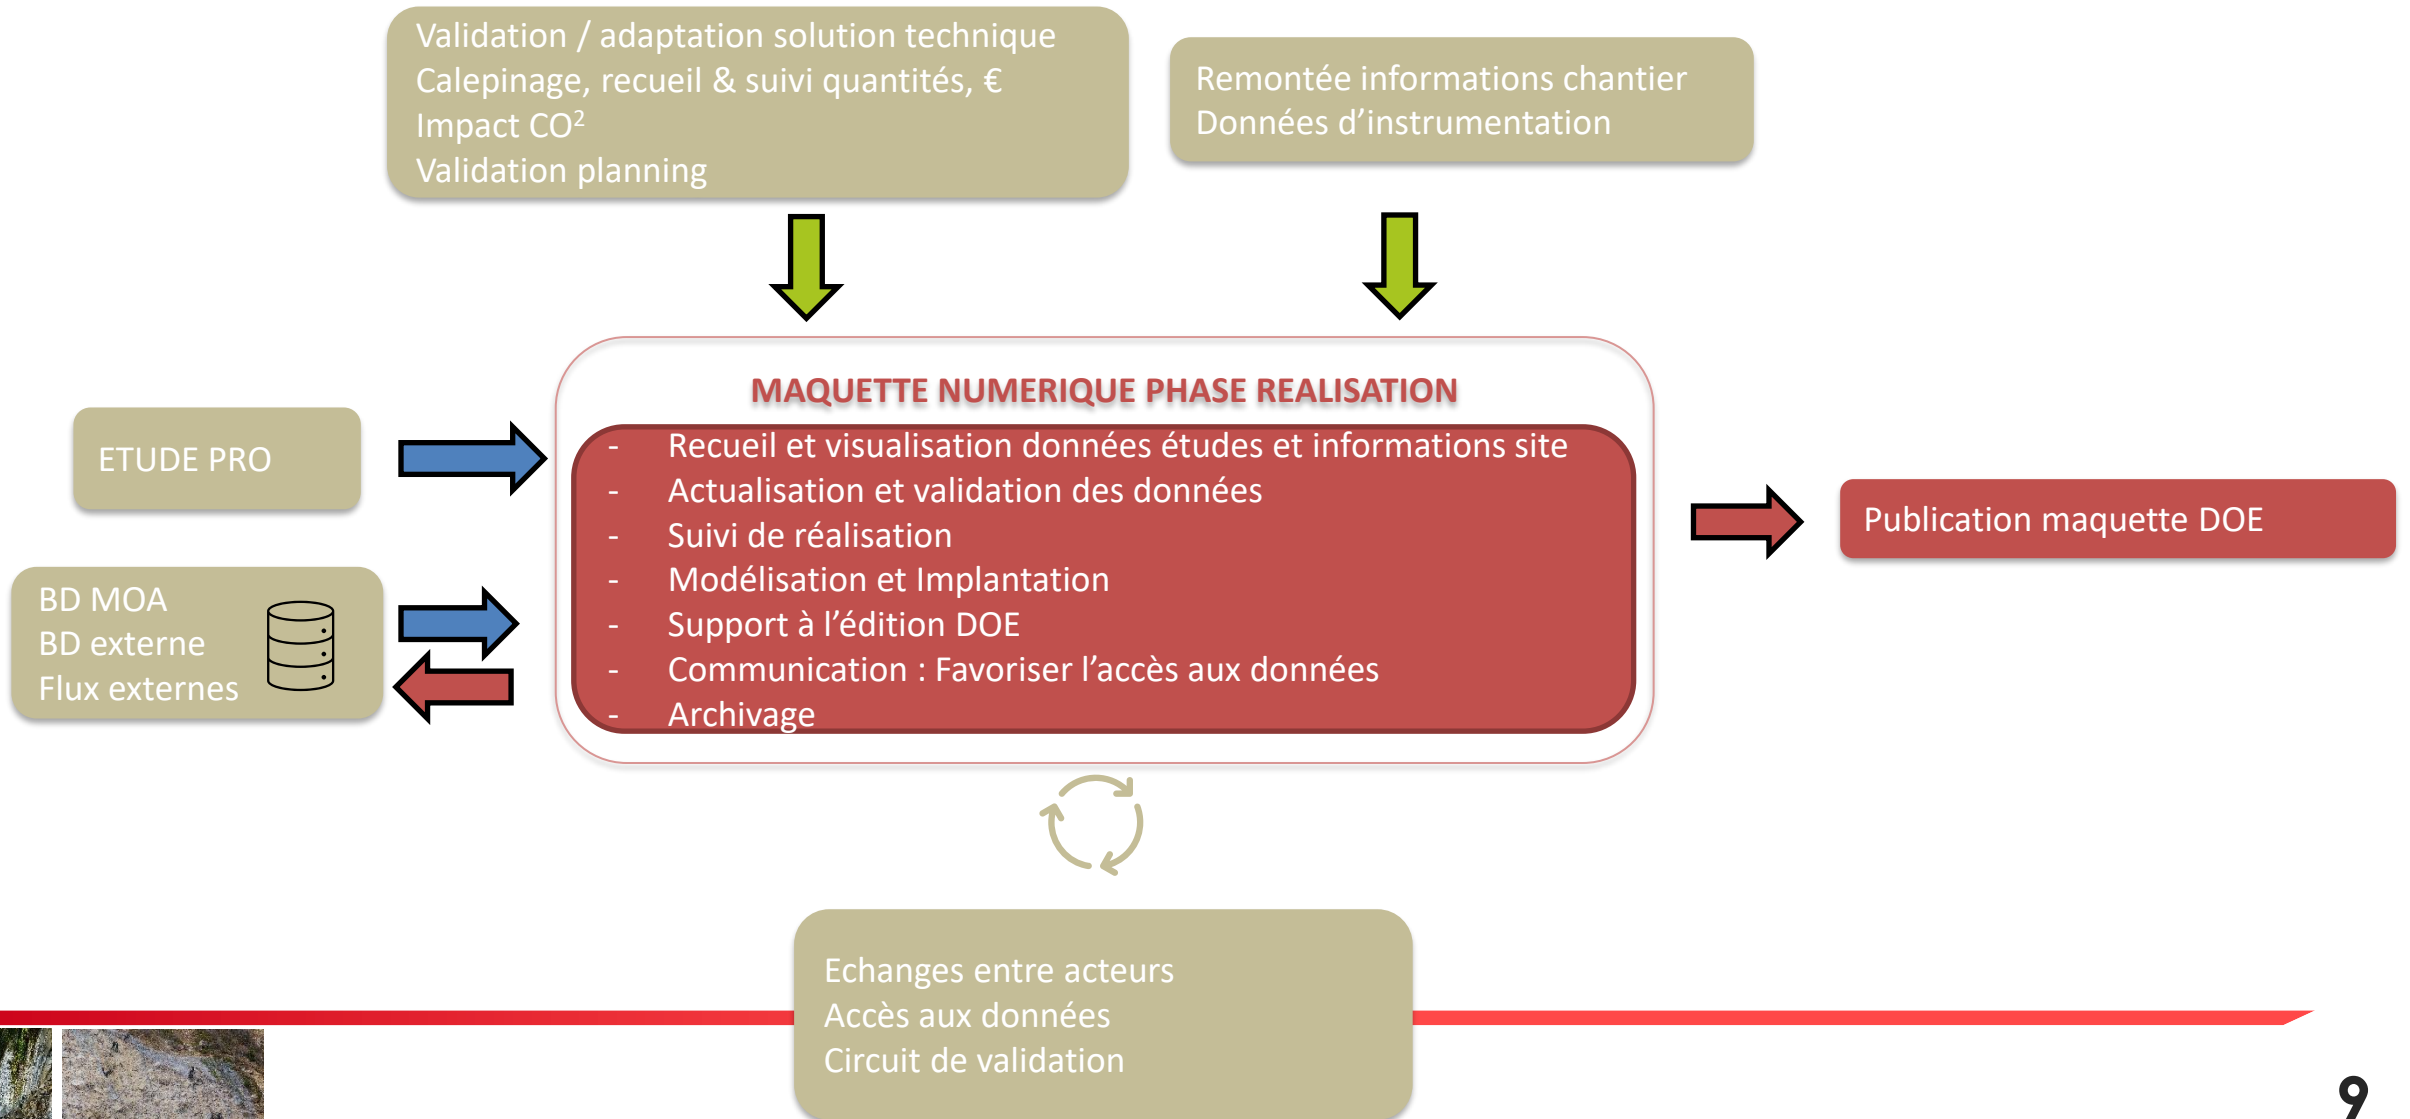 Validation / adaptation solution technique
Calepinage, recueil & suivi quantités, €
Impact CO²
Validation planning
Remontée informations chantier
Données d’instrumentation
MAQUETTE NUMERIQUE PHASE REALISATION
- Recueil et visualisation données études et informations site
- Actualisation et validation des données
- Suivi de réalisation
- Modélisation et Implantation
- Support à l’édition DOE
- Communication : Favoriser l’accès aux données
- Archivage
ETUDE PRO
BD MOA
BD externe
Flux externes
Publication maquette DOE
Echanges entre acteurs
Accès aux données
Circuit de validation
9